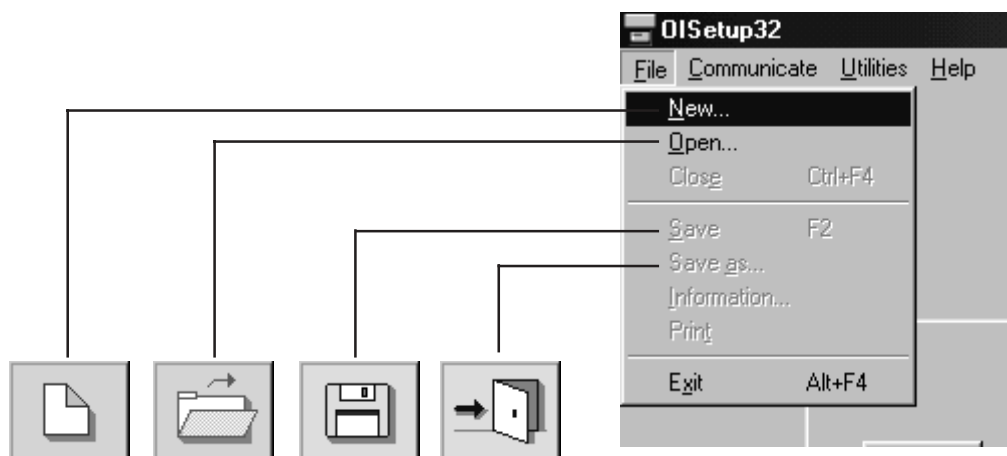 OISetup32
File Communicate Utilities Help
New...
Open...
Close Ctrl+F4
Save F2
Save as...
Information...
Print
Exit Alt+F4